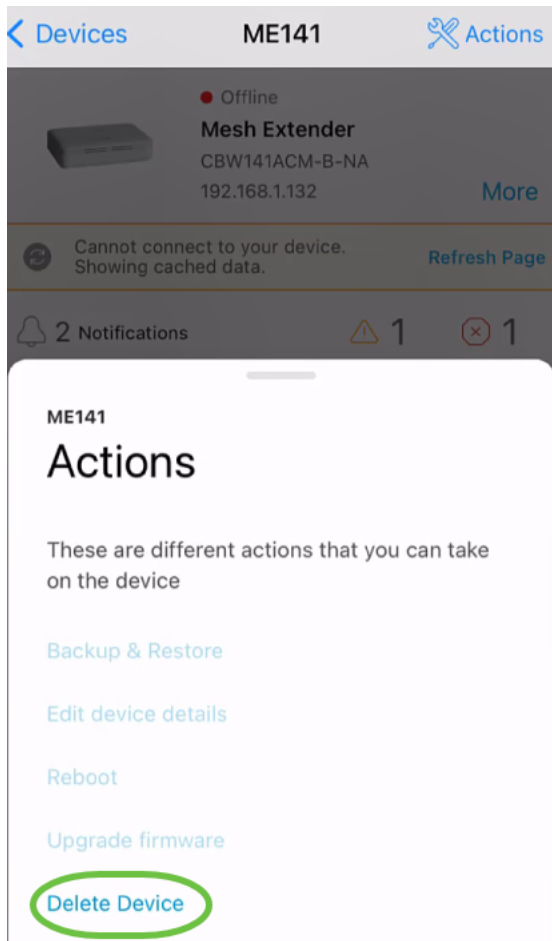 Devices ME141 Actions
Offline
Mesh Extender
CBW141ACM-B-NA
192.168.1.132 More
Cannot connect to your device.
Showing cached data. Refresh Page
2 Notifications 1 1
ME141
Actions
These are different actions that you can take
on the device
Backup & Restore
Edit device details
Reboot
Upgrade firmware
Delete Device